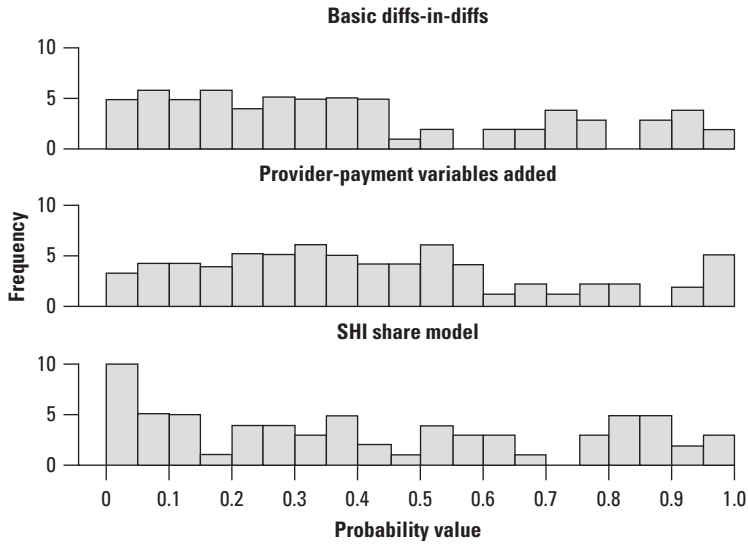 Basic diffs-in-diffs
10
5
0
Provider-payment variables added
10
5
0
Frequency
SHI share model
10
5
0
0 0.1 0.2 0.3 0.4 0.5 0.6 0.7 0.8 0.9 1.0
Probability value